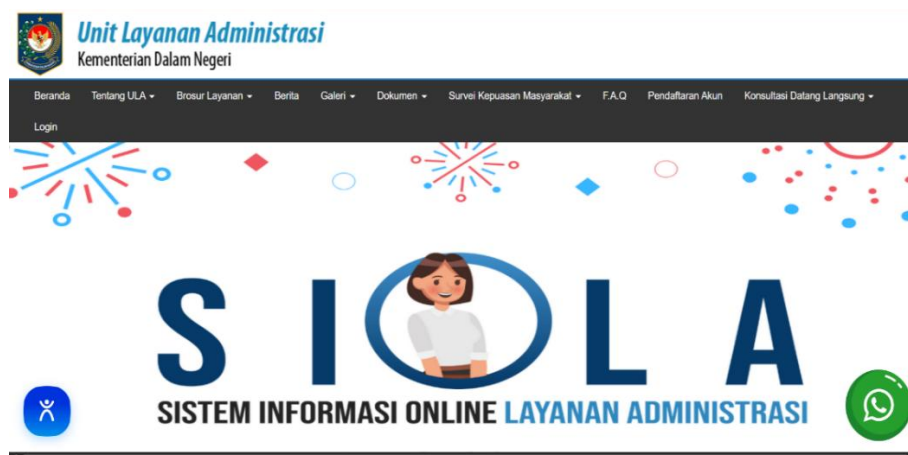 Unit Layanan Administrasi
Kementerian Dalam Negeri
Beranda Tentang ULA Brosur Layanan Berita Galeri Dokumen Survei Kepuasan Masyarakat F.A.Q Pendaftaran Akun Konsultasi Datang Langsung
Login
SIOLA
SISTEM INFORMASI ONLINE LAYANAN ADMINISTRASI